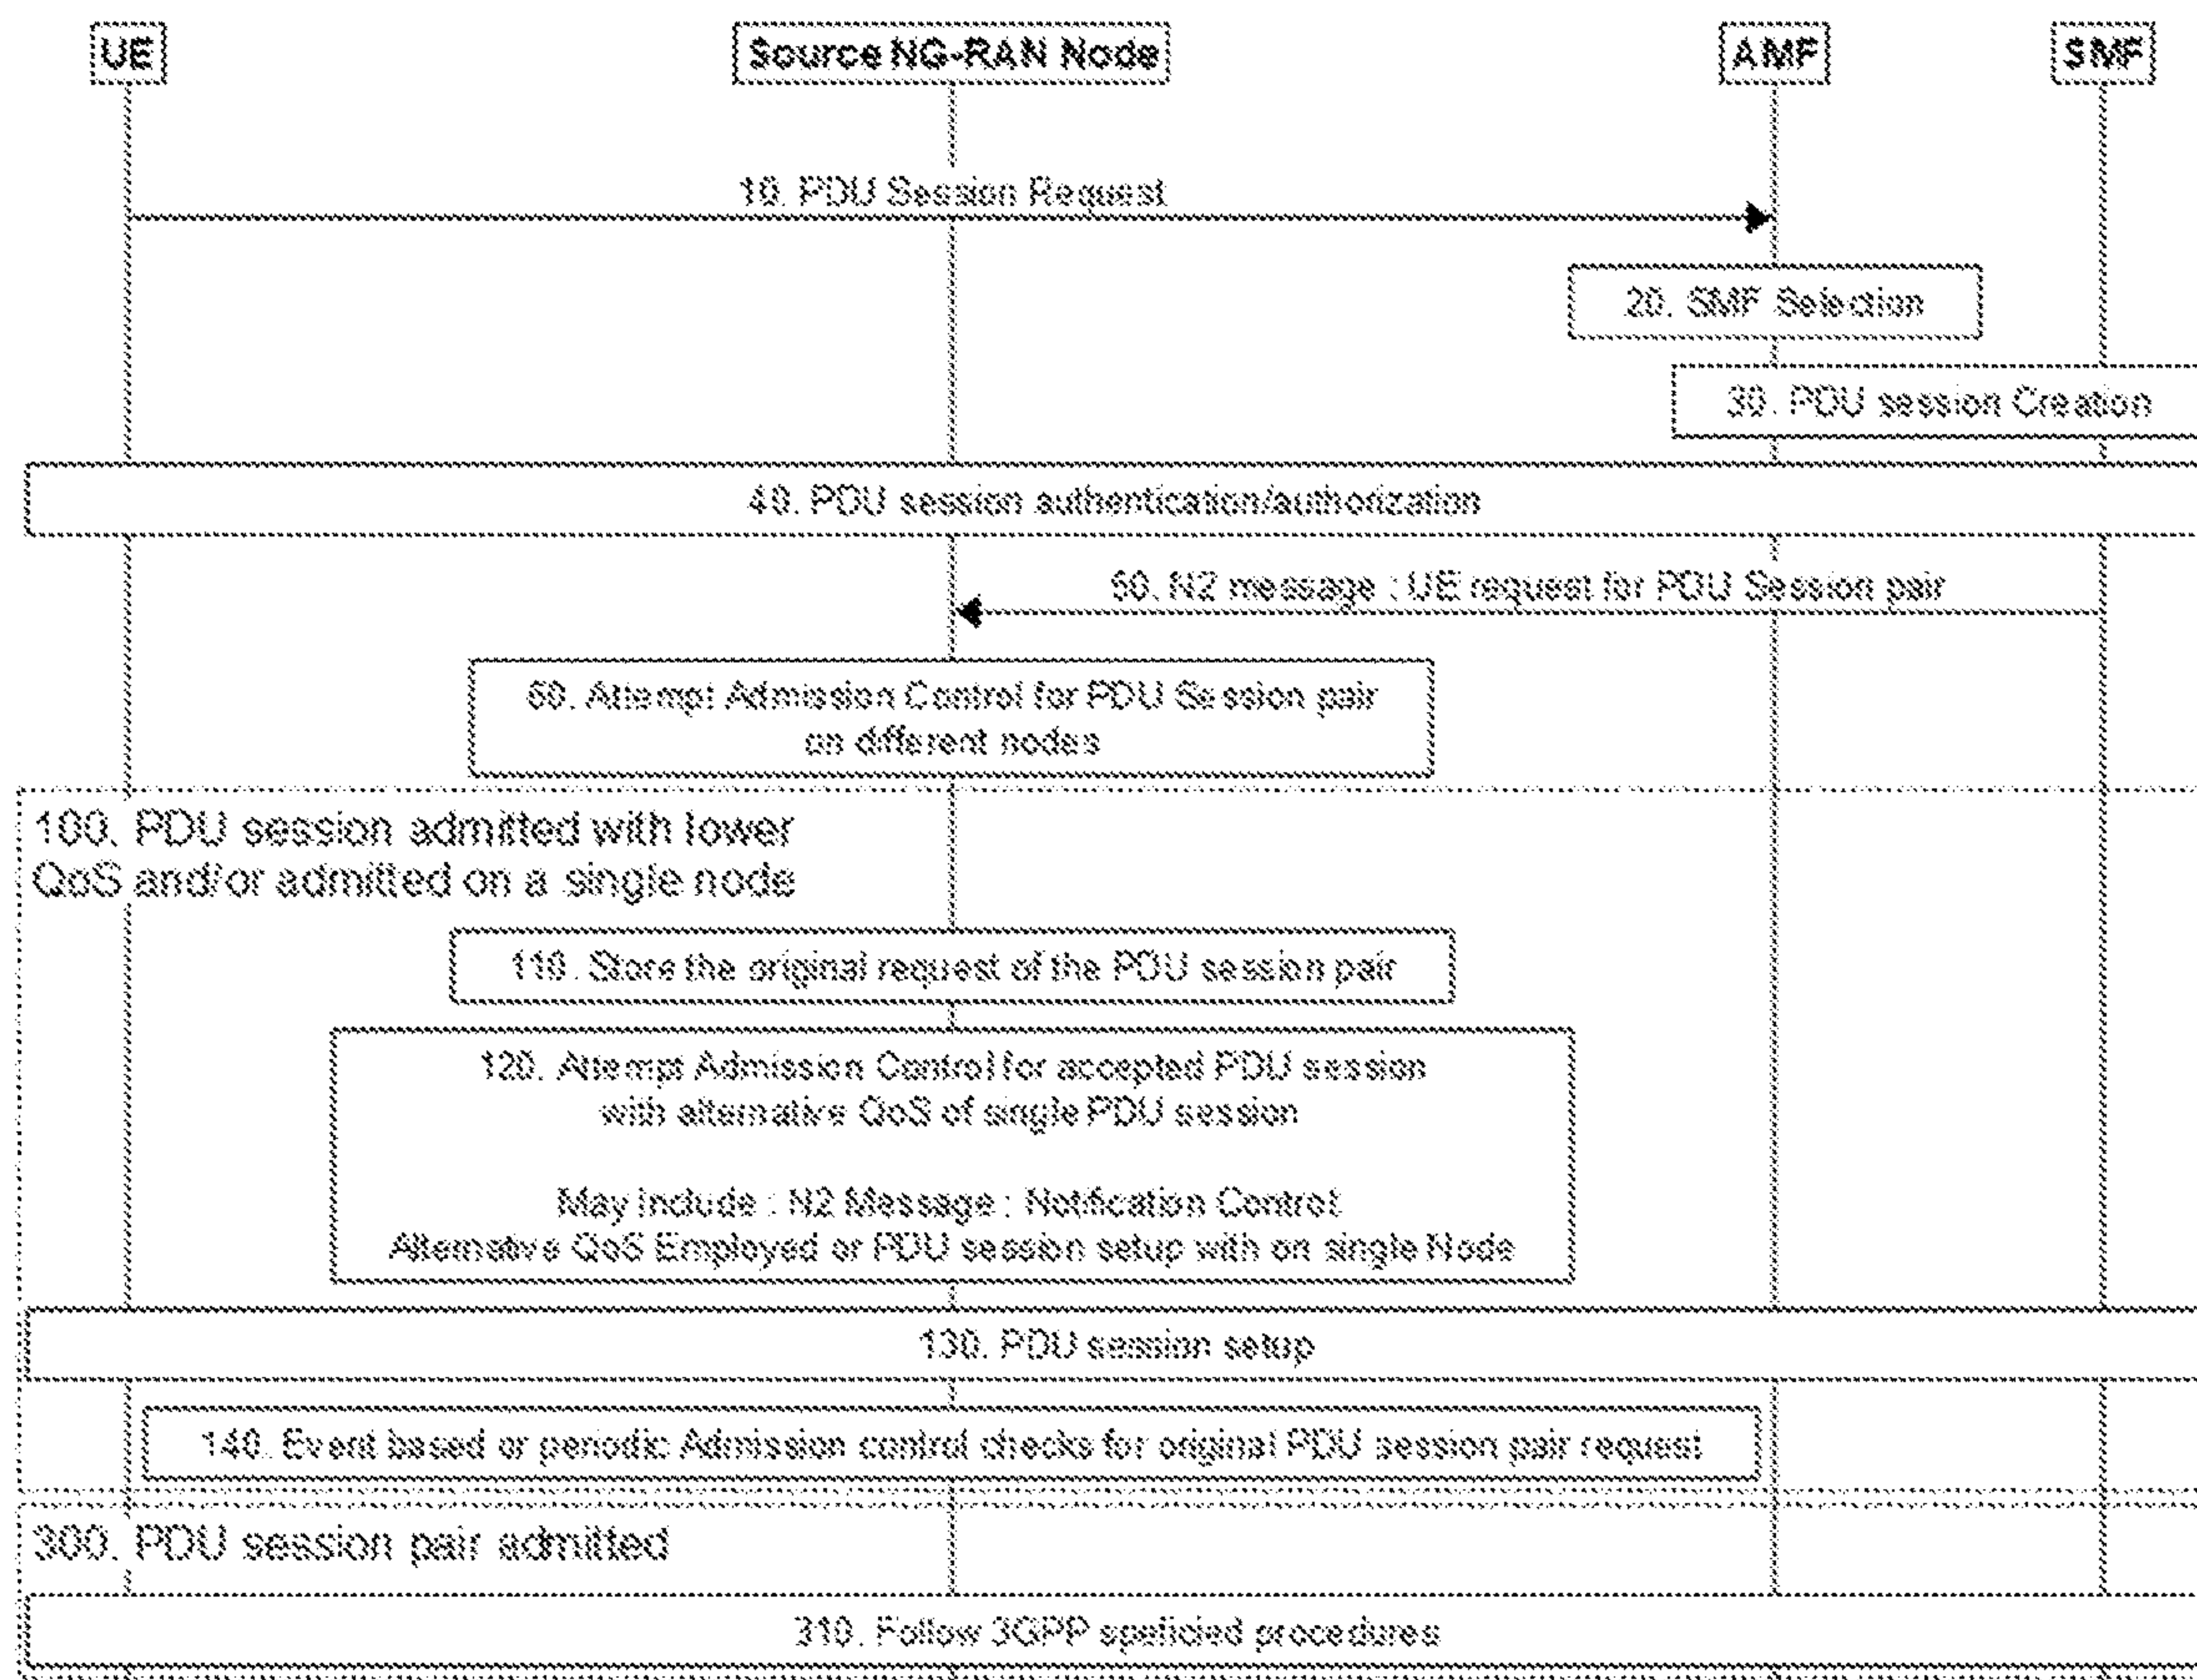 UE
Source NG-RAN Node
AMF
SMF
10. PDU Session Request
20. SMF Selection
30. PDU session Creation
40. PDU session authentication/authorization
50. N2 message : UE request for PDU Session pair
60. Attempt Admission Control for PDU Session pair
on different nodes
100. PDU session admitted with lower
QoS and/or admitted on a single node
110. Store the original request of the PDU session pair
120. Attempt Admission Control for accepted PDU session
with alternative QoS of single PDU session
May include : N2 Message : Notification Control:
Alternative QoS Employed or PDU session setup with on single Node
130. PDU session setup
140. Event based or periodic Admission control checks for original PDU session pair request
300. PDU session pair admitted
310. Follow 3GPP speficied procedures